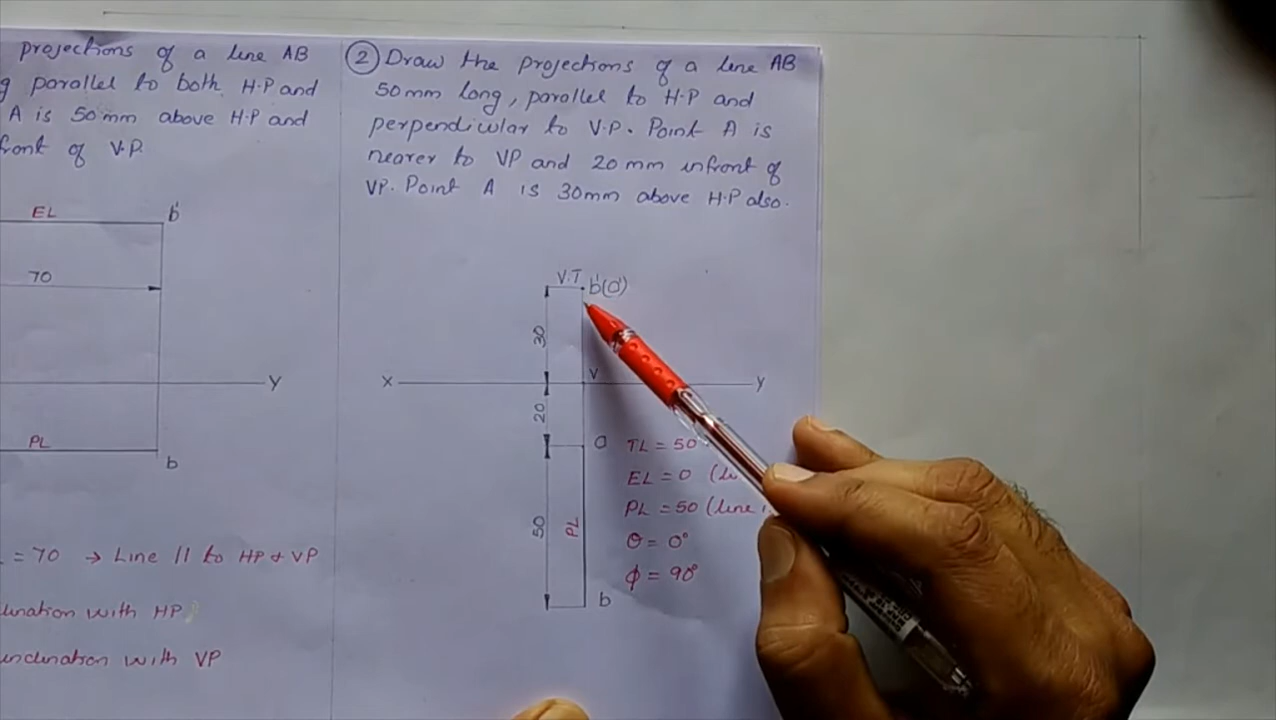 projections of a line AB
g parallel to both H.P and
A is 50mm above H.P and
front of V.P.
EL
b'
70
Y
PL
b
= 70 → Line // to HP & VP
lination with HP
inclination with VP
② Draw the projections of a line AB
50mm long, parallel to H.P and
perpendicular to V.P. Point A is
nearer to VP and 20mm infront of
VP. Point A is 30mm above H.P also.
V.T
b'(a')
30
X
V
Y
20
a
TL = 50
EL = 0
PL = 50 (line
50
PL
θ = 0°
ϕ = 90°
b